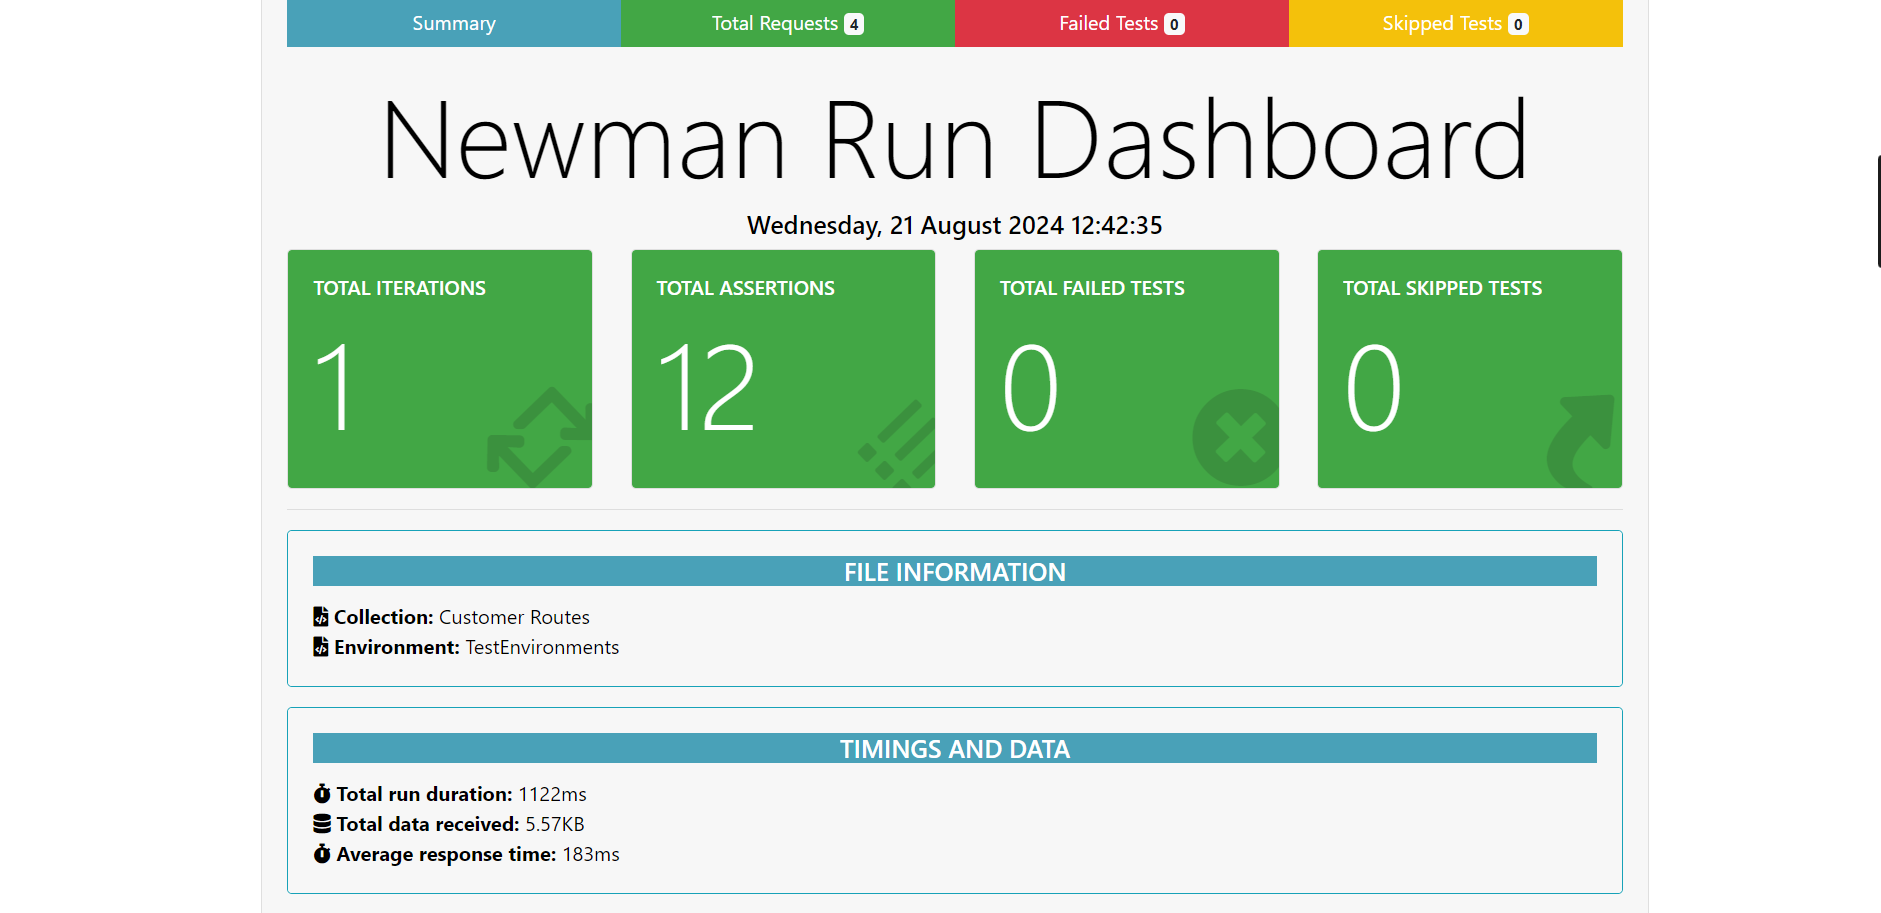 Summary
Total Requests 4
Failed Tests 0
Skipped Tests 0
Newman Run Dashboard
Wednesday, 21 August 2024 12:42:35
TOTAL ITERATIONS
1
TOTAL ASSERTIONS
12
TOTAL FAILED TESTS
0
TOTAL SKIPPED TESTS
0
FILE INFORMATION
Collection: Customer Routes
Environment: TestEnvironments
TIMINGS AND DATA
Total run duration: 1122ms
Total data received: 5.57KB
Average response time: 183ms